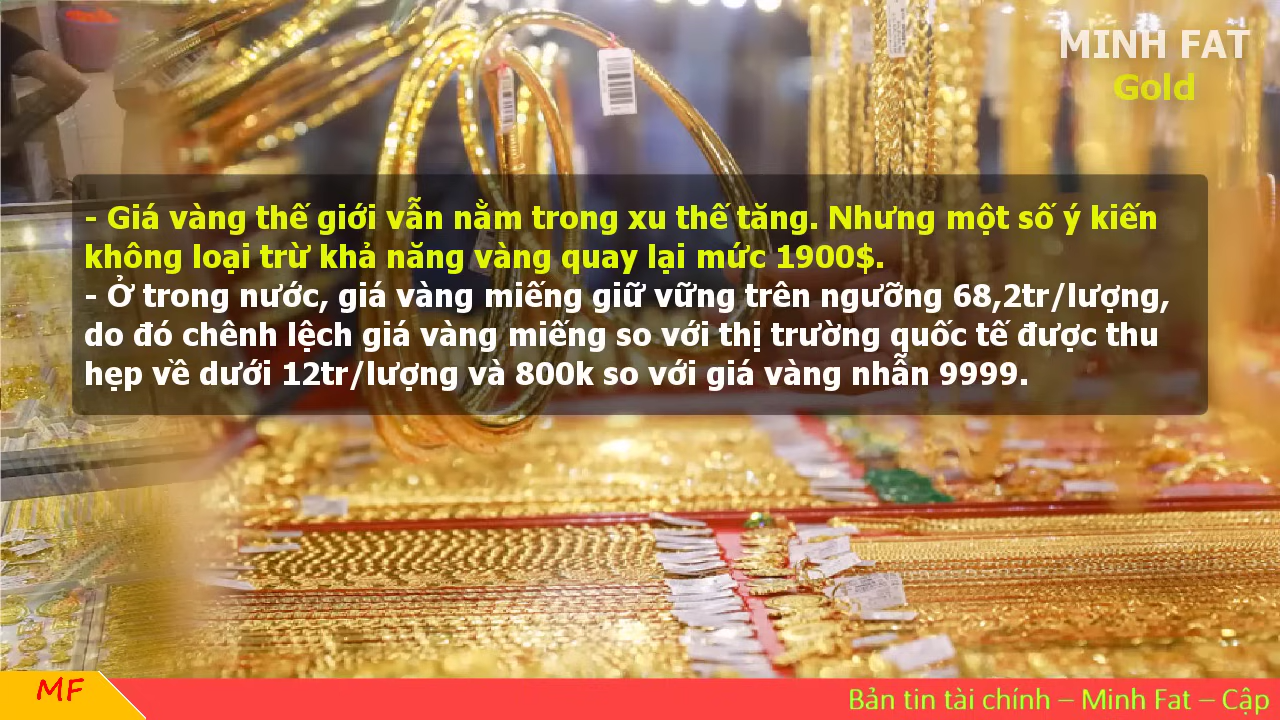 MINH FAT
Gold
- Giá vàng thế giới vẫn nằm trong xu thế tăng. Nhưng một số ý kiến
không loại trừ khả năng vàng quay lại mức 1900$.
- Ở trong nước, giá vàng miếng giữ vững trên ngưỡng 68,2tr/lượng,
do đó chênh lệch giá vàng miếng so với thị trường quốc tế được thu
hẹp về dưới 12tr/lượng và 800k so với giá vàng nhẫn 9999.
MF
Bản tin tài chính – Minh Fat – Cập